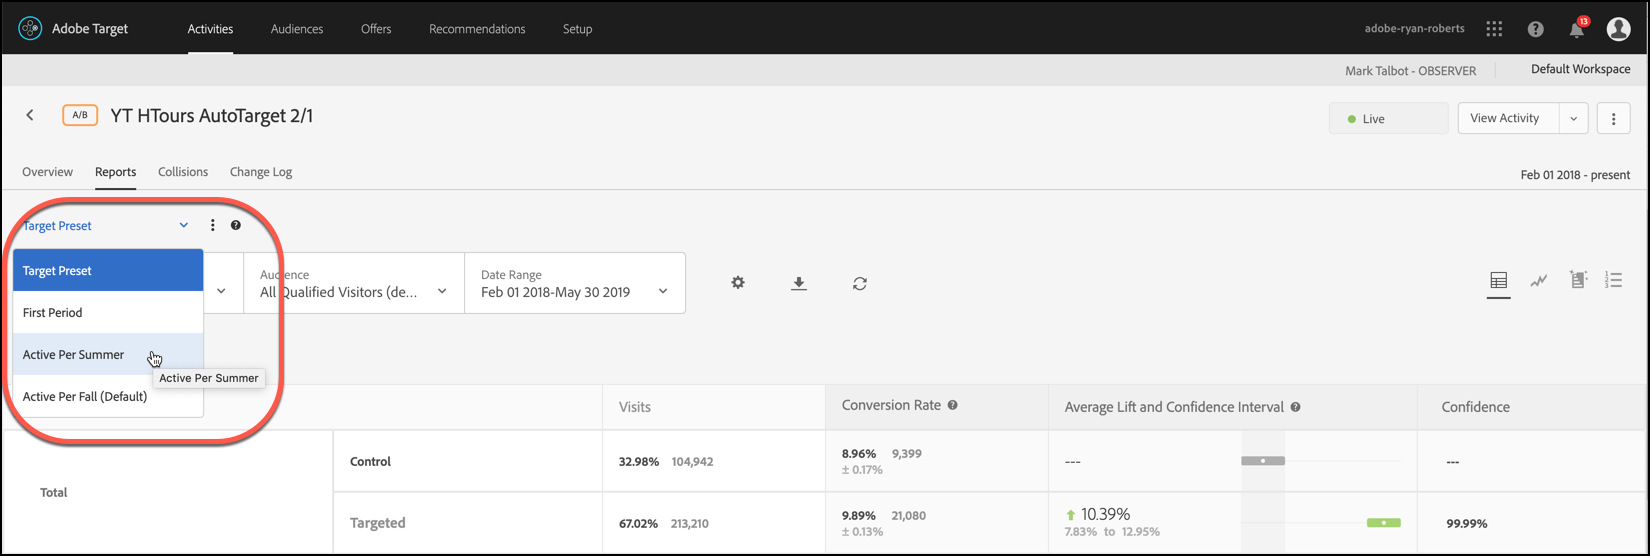 Adobe Target
Activities
Audiences
Offers
Recommendations
Setup
adobe-ryan-roberts
13
Mark Talbot - OBSERVER
Default Workspace
A/B
YT HTours AutoTarget 2/1
Live
View Activity
Overview
Reports
Collisions
Change Log
Feb 01 2018 - present
Target Preset
Target Preset
First Period
Active Per Summer
Active Per Summer
Active Per Fall (Default)
Audience
All Qualified Visitors (de...
Date Range
Feb 01 2018-May 30 2019
Visits
Conversion Rate
Average Lift and Confidence Interval
Confidence
Total
Control
32.98% 104,942
8.96% 9,399
± 0.17%
---
---
Targeted
67.02% 213,210
9.89% 21,080
± 0.13%
10.39%
7.83% to 12.95%
99.99%